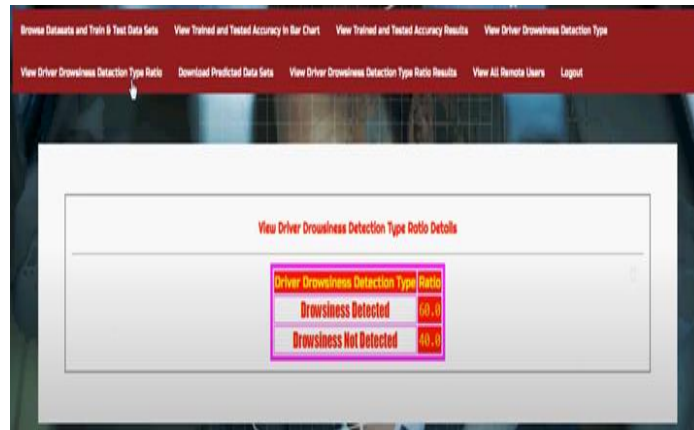 Browse Datasets and Train & Test Data Sets View Trained and Tested Accuracy in Bar Chart View Trained and Tested Accuracy Results View Driver Drowsiness Detection Type
View Driver Drowsiness Detection Type Ratio Download Predicted Data Sets View Driver Drowsiness Detection Type Ratio Results View All Remote Users Logout
View Driver Drowsiness Detection Type Ratio Details
Driver Drowsiness Detection Type Ratio
Drowsiness Detected 60.0
Drowsiness Not Detected 40.0